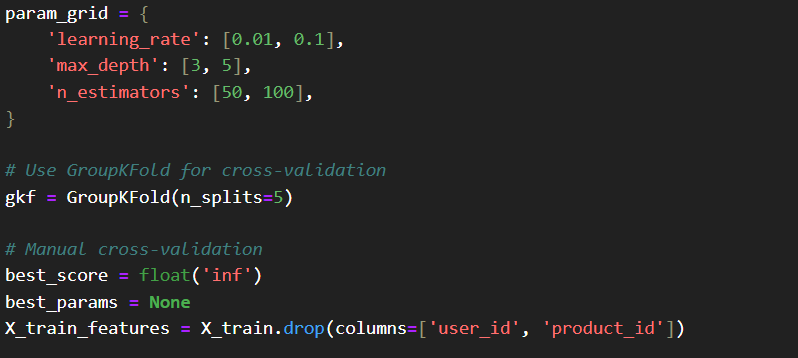 param_grid = {
    'learning_rate': [0.01, 0.1],
    'max_depth': [3, 5],
    'n_estimators': [50, 100],
}
# Use GroupKFold for cross-validation
gkf = GroupKFold(n_splits=5)
# Manual cross-validation
best_score = float('inf')
best_params = None
X_train_features = X_train.drop(columns=['user_id', 'product_id'])